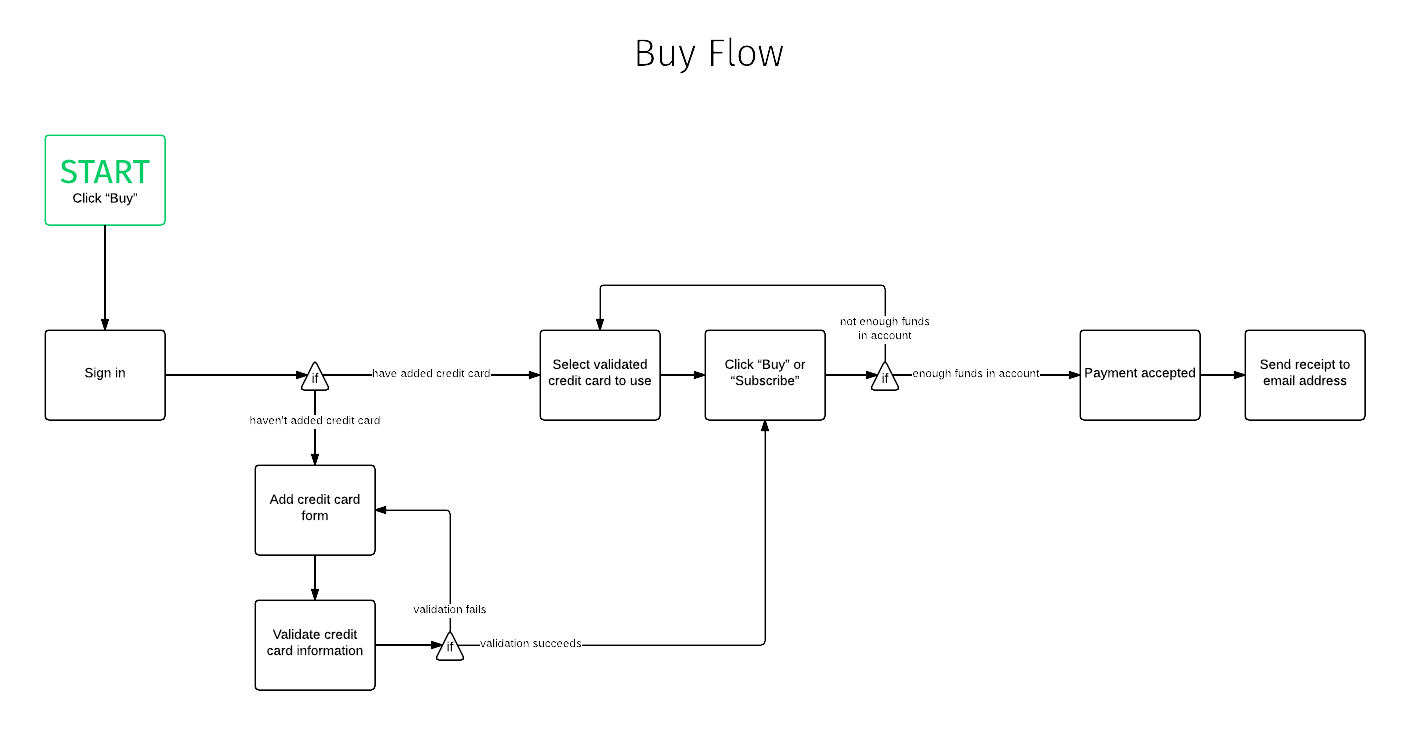 Buy Flow
START
Click “Buy”
Sign in
if
have added credit card
haven't added credit card
Select validated
credit card to use
Click “Buy” or
“Subscribe”
if
not enough funds
in account
enough funds in account
Payment accepted
Send receipt to
email address
Add credit card
form
Validate credit
card information
if
validation fails
validation succeeds